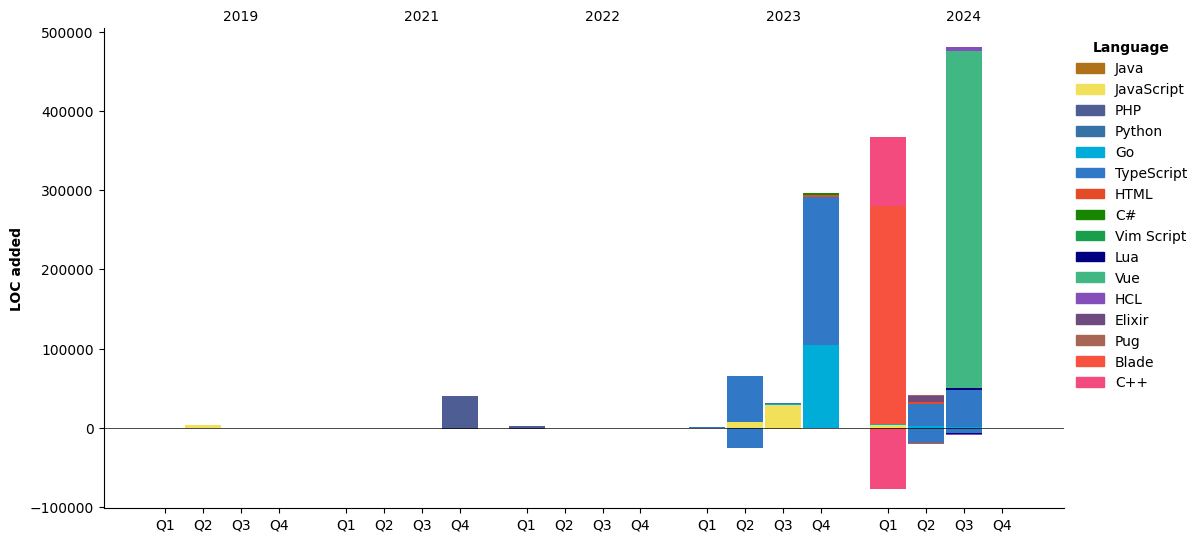 2019 2021 2022 2023 2024
500000
400000
300000
200000
100000
0
−100000
LOC added
Q1 Q2 Q3 Q4 Q1 Q2 Q3 Q4 Q1 Q2 Q3 Q4 Q1 Q2 Q3 Q4 Q1 Q2 Q3 Q4
Language
Java
JavaScript
PHP
Python
Go
TypeScript
HTML
C#
Vim Script
Lua
Vue
HCL
Elixir
Pug
Blade
C++